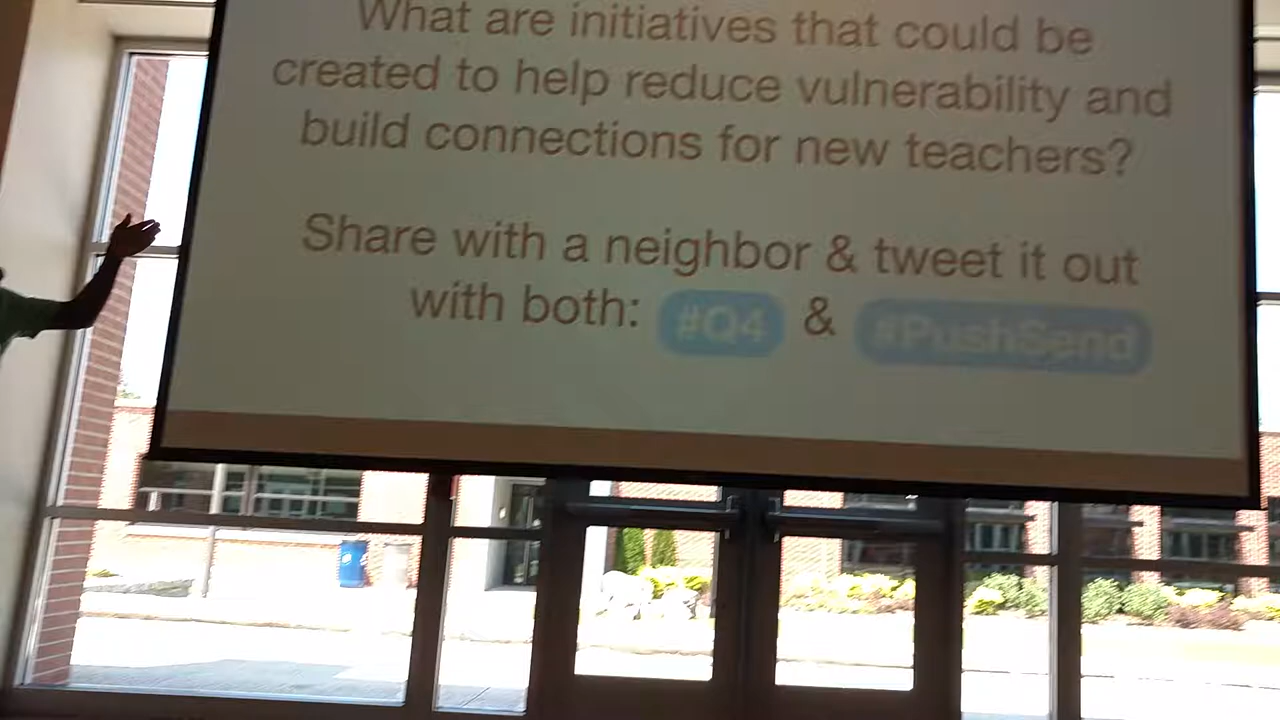 What are initiatives that could be
created to help reduce vulnerability and
build connections for new teachers?
Share with a neighbor & tweet it out
with both: #Q4 & #PushSend